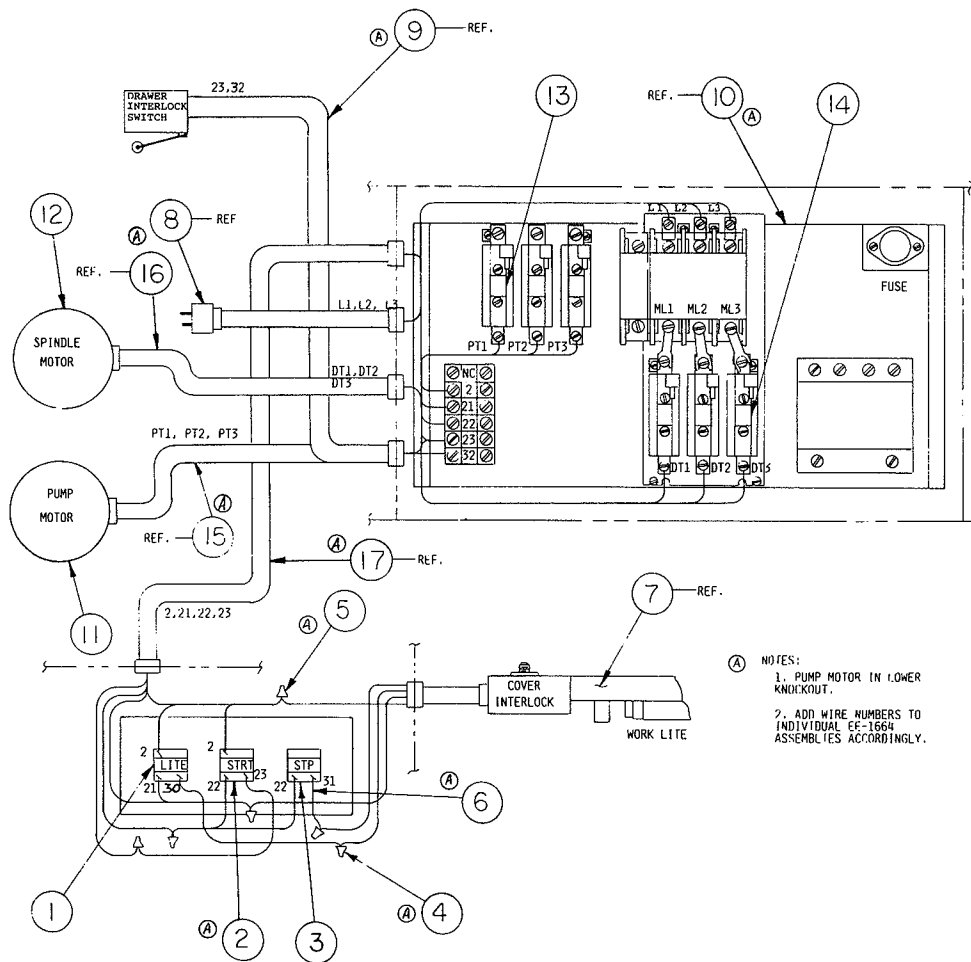 A
9
REF.
23,32
DRAWER
INTERLOCK
SWITCH
13
REF.
10
A
14
12
8
REF
A
REF.
16
L1
L2
L3
FUSE
L1, L2, L3
ML1
ML2
ML3
SPINDLE
MOTOR
PT1
PT2
PT3
DT1,DT2
DT3
NC
2
21
22
23
32
PT1, PT2, PT3
DT1
DT2
DT3
PUMP
MOTOR
A
REF.
15
A
17
REF.
11
2,21,22,23
5
A
7
REF.
COVER
INTERLOCK
WORK LITE
A
NOTES:
1. PUMP MOTOR IN LOWER
KNOCKOUT.
2. ADD WIRE NUMBERS TO
INDIVIDUAL EE-1664
ASSEMBLIES ACCORDINGLY.
2
LITE
21
30
2
STRT
22
23
STP
22
31
A
6
1
A
2
3
A
4